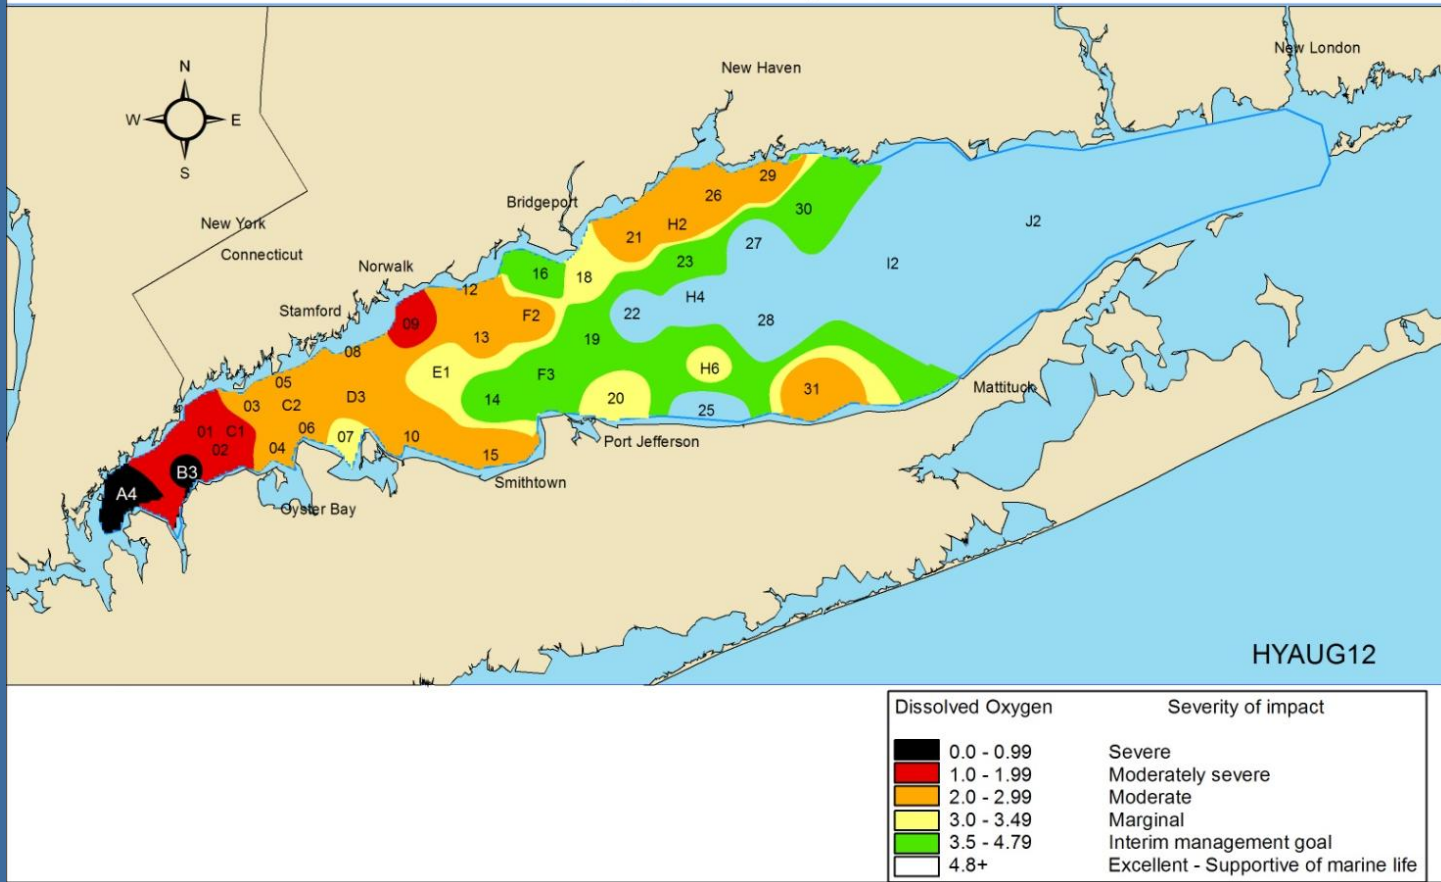 New London
New Haven
N
W E
S
29
26
Bridgeport
30
New York
H2
J2
21
27
Connecticut
23
I2
Norwalk
16
18
12
H4
Stamford
F2
22
28
09
13
19
08
H6
E1
F3
05
Mattituck
31
D3
14
20
03 C2
25
06
01 C1
07
10
Port Jefferson
02
04
15
B3
Smithtown
A4
Oyster Bay
HYAUG12
Dissolved Oxygen Severity of impact
0.0 - 0.99 Severe
1.0 - 1.99 Moderately severe
2.0 - 2.99 Moderate
3.0 - 3.49 Marginal
3.5 - 4.79 Interim management goal
4.8+ Excellent - Supportive of marine life